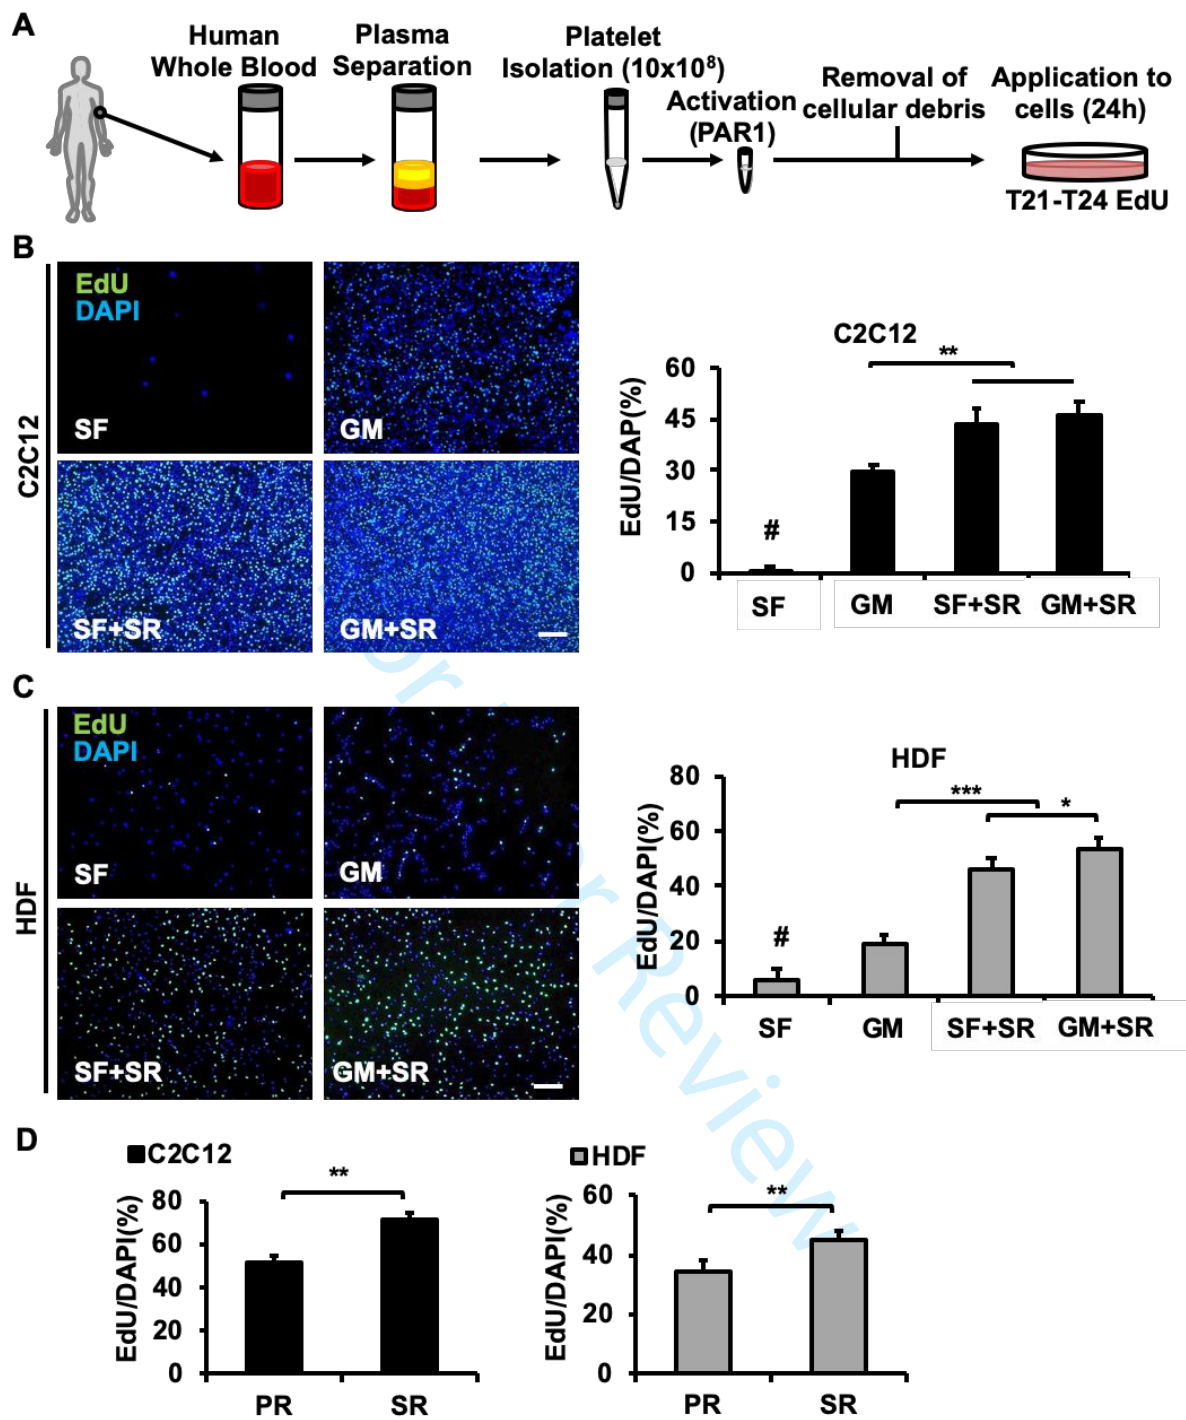 A
Human
Whole Blood
Plasma
Separation
Platelet
Isolation (10x10⁸)
Activation
(PAR1)
Removal of
cellular debris
Application to
cells (24h)
T21-T24 EdU
B
C2C12
EdU
DAPI
SF
GM
SF+SR
GM+SR
C2C12
**
EdU/DAP(%)
60
45
30
15
0
#
SF
GM
SF+SR
GM+SR
C
HDF
EdU
DAPI
SF
GM
SF+SR
GM+SR
HDF
***
*
EdU/DAPI(%)
80
60
40
20
0
#
SF
GM
SF+SR
GM+SR
D
C2C12
**
EdU/DAPI(%)
80
60
40
20
0
PR
SR
HDF
**
EdU/DAPI(%)
60
40
20
0
PR
SR
Review